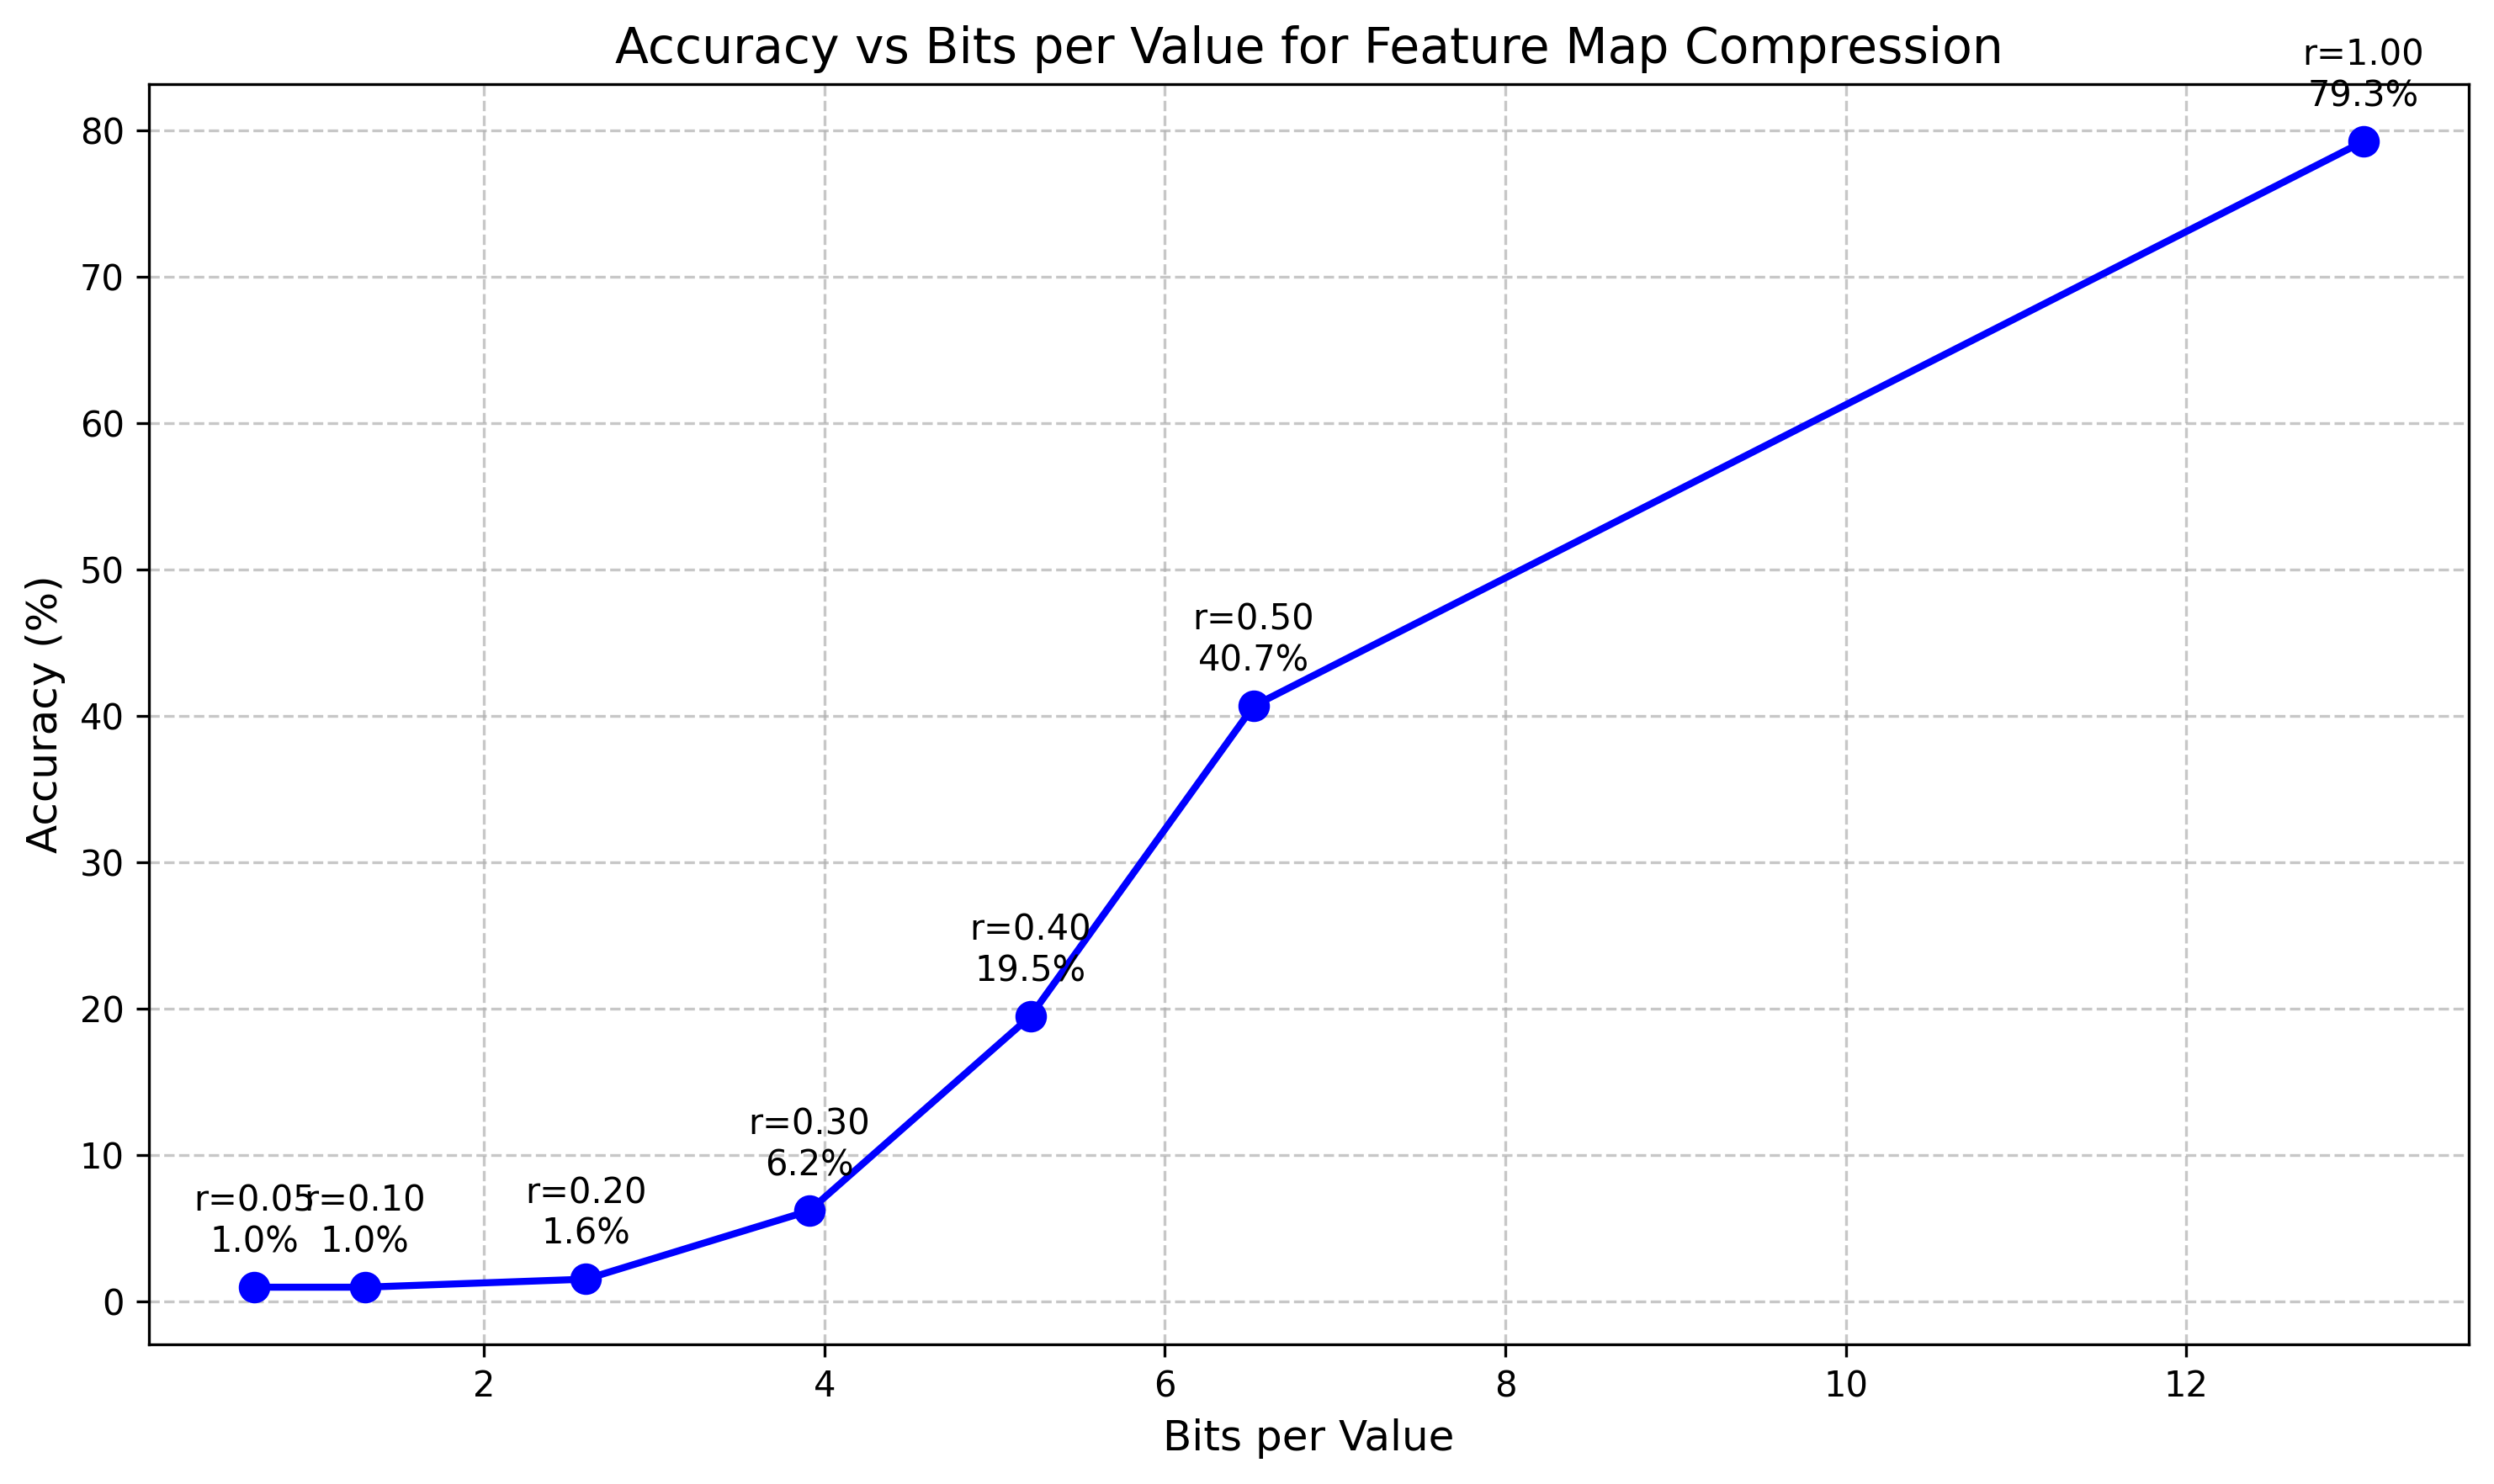 Accuracy vs Bits per Value for Feature Map Compression
r=1.00
79.3%
80
70
60
50
r=0.50
40.7%
40
30
r=0.40
19.5%
20
r=0.30
6.2%
10
r=0.20
1.6%
r=0.05
1.0%
r=0.10
1.0%
0
Accuracy (%)
2 4 6 8 10 12
Bits per Value